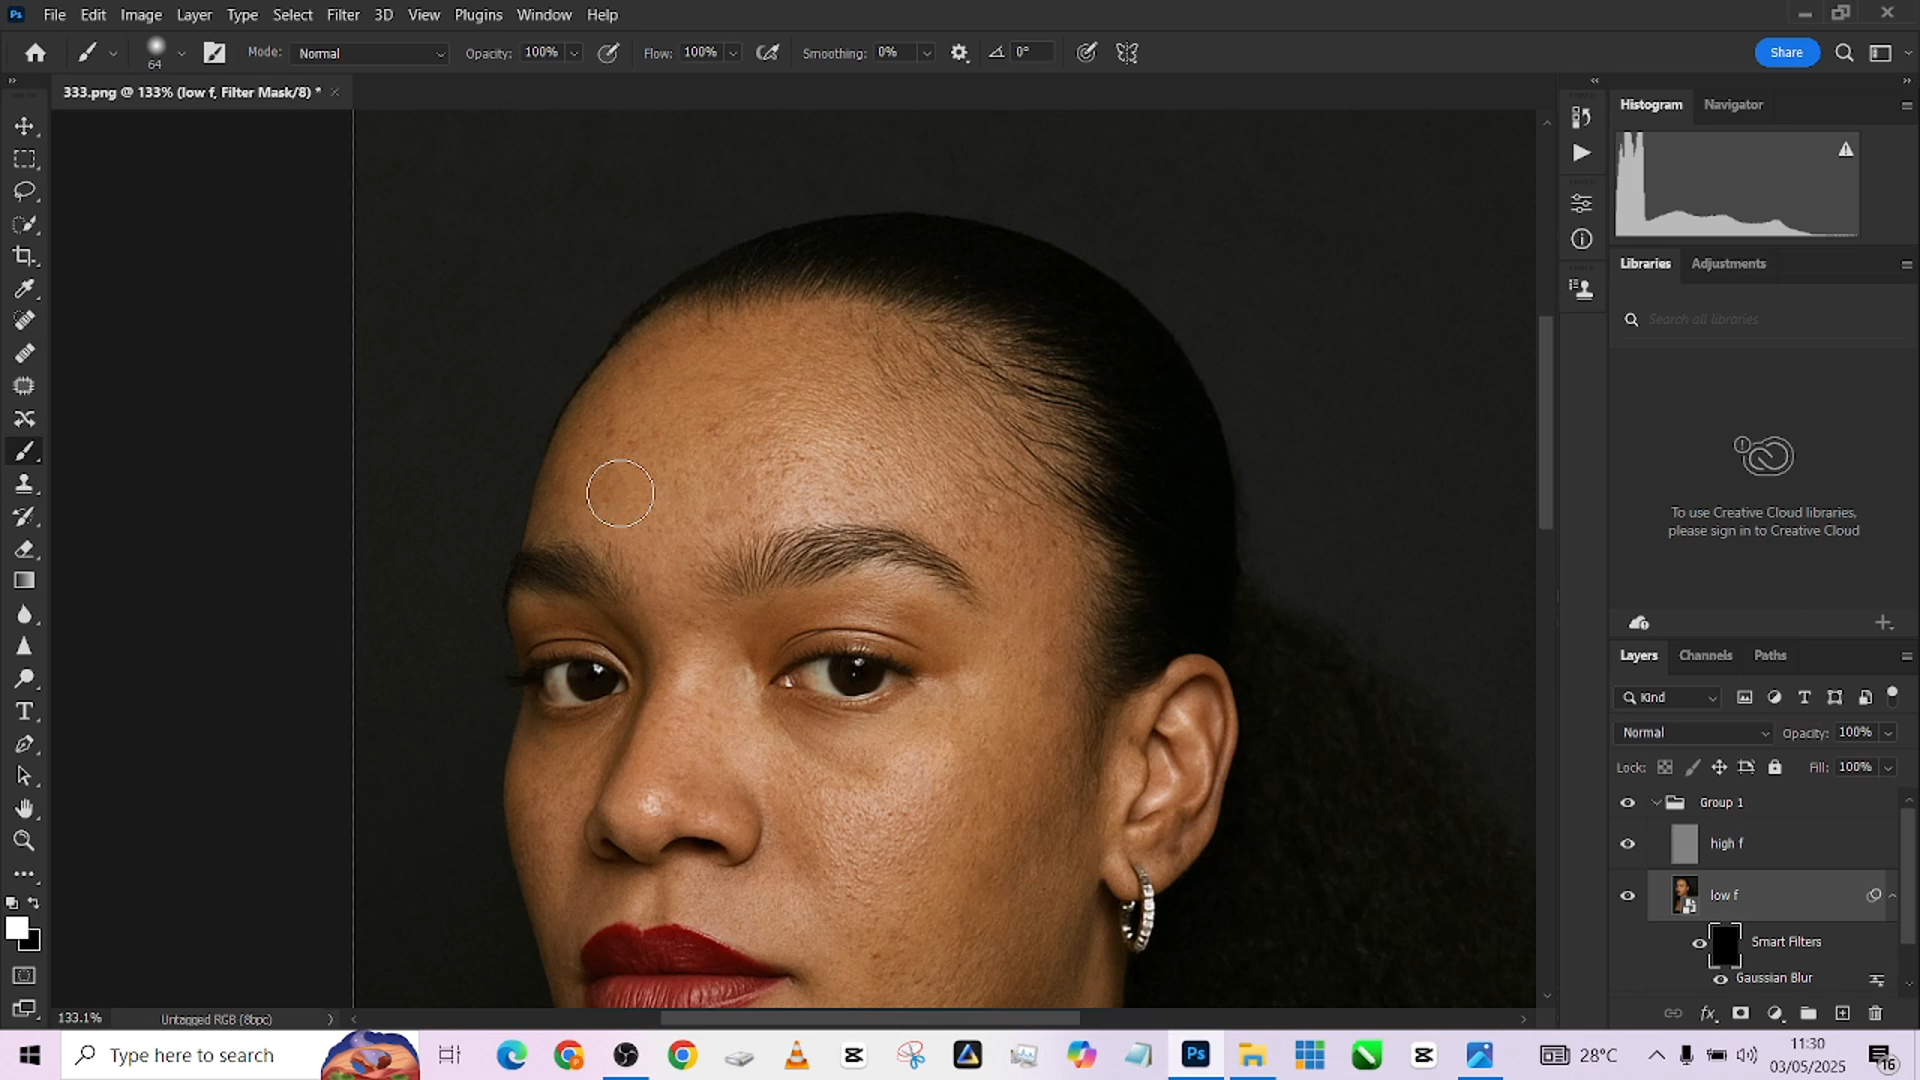 Ps File Edit Image Layer Type Select Filter 3D View Plugins Window Help
64 Mode: Normal Opacity: 100% Flow: 100% Smoothing: 0% 0° Share
333.png @ 133% (low f, Filter Mask/8) *
Histogram Navigator
Libraries Adjustments
Search all libraries
To use Creative Cloud libraries,
please sign in to Creative Cloud
Layers Channels Paths
Kind
Normal Opacity: 100%
Lock: Fill: 100%
Group 1
high f
low f
Smart Filters
Gaussian Blur
fx
133.1% Untagged RGB (8bpc)
Type here to search
Ps
28°C
11:30
03/05/2025
16